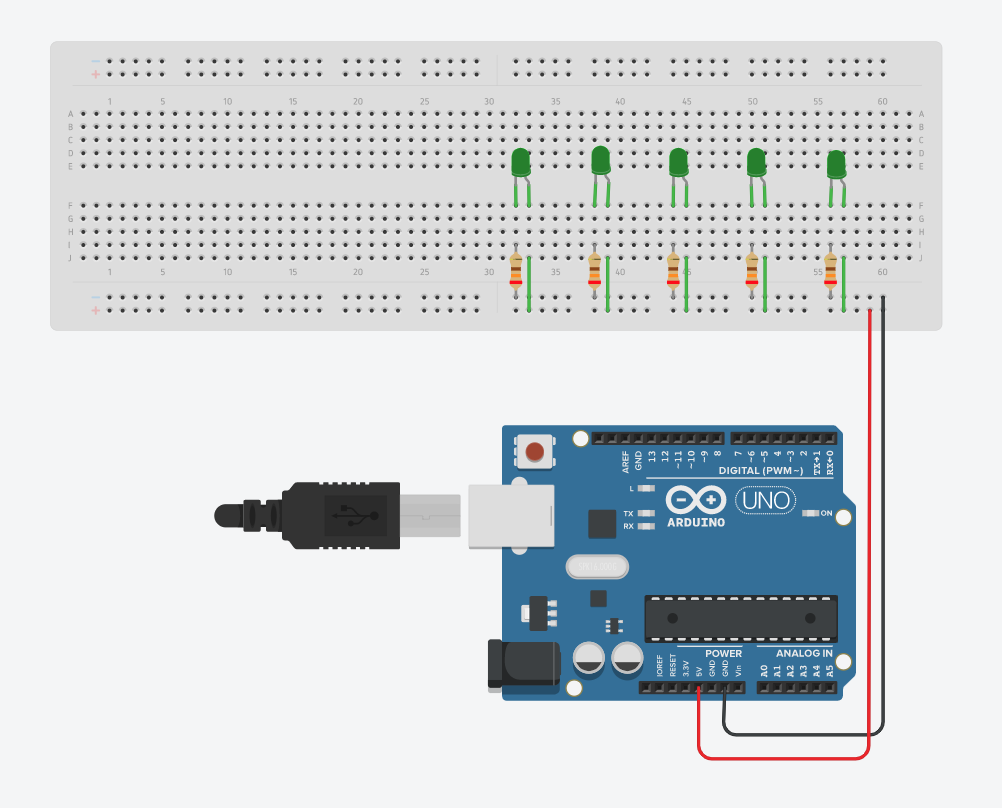 −
+
1 5 10 15 20 25 30 35 40 45 50 55 60
A A
B B
C C
D D
E E
F F
G G
H H
I I
J J
1 5 10 15 20 25 30 45 55 60
−
+
AREF GND 13 12 ~11 ~10 ~9 8 7 ~6 ~5 4 ~3 2 TX→1 RX←0
DIGITAL (PWM~)
L
TX
RX
ARDUINO
UNO
ON
POWER
ANALOG IN
IOREF RESET 3.3V 5V GND GND Vin A0 A1 A2 A3 A4 A5